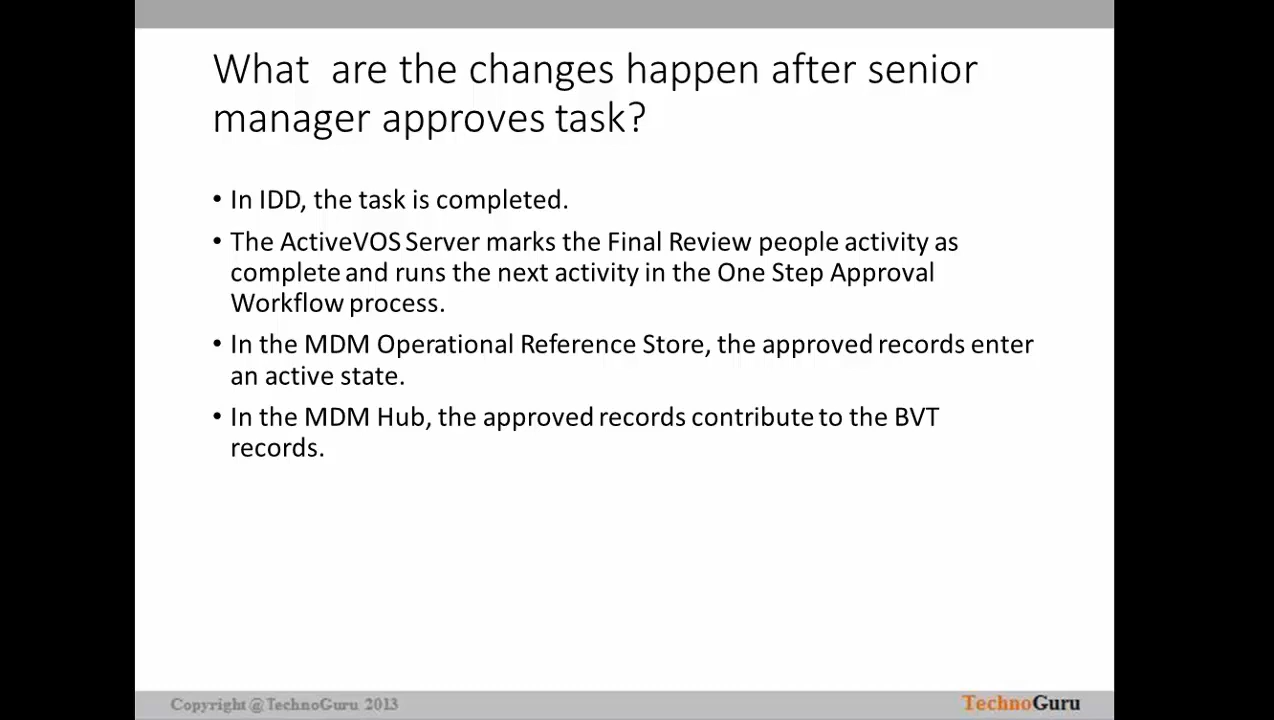 What  are the changes happen after senior
manager approves task?
• In IDD, the task is completed.
• The ActiveVOS Server marks the Final Review people activity as
complete and runs the next activity in the One Step Approval
Workflow process.
• In the MDM Operational Reference Store, the approved records enter
an active state.
• In the MDM Hub, the approved records contribute to the BVT
records.
Copyright @ TechnoGuru 2013
TechnoGuru